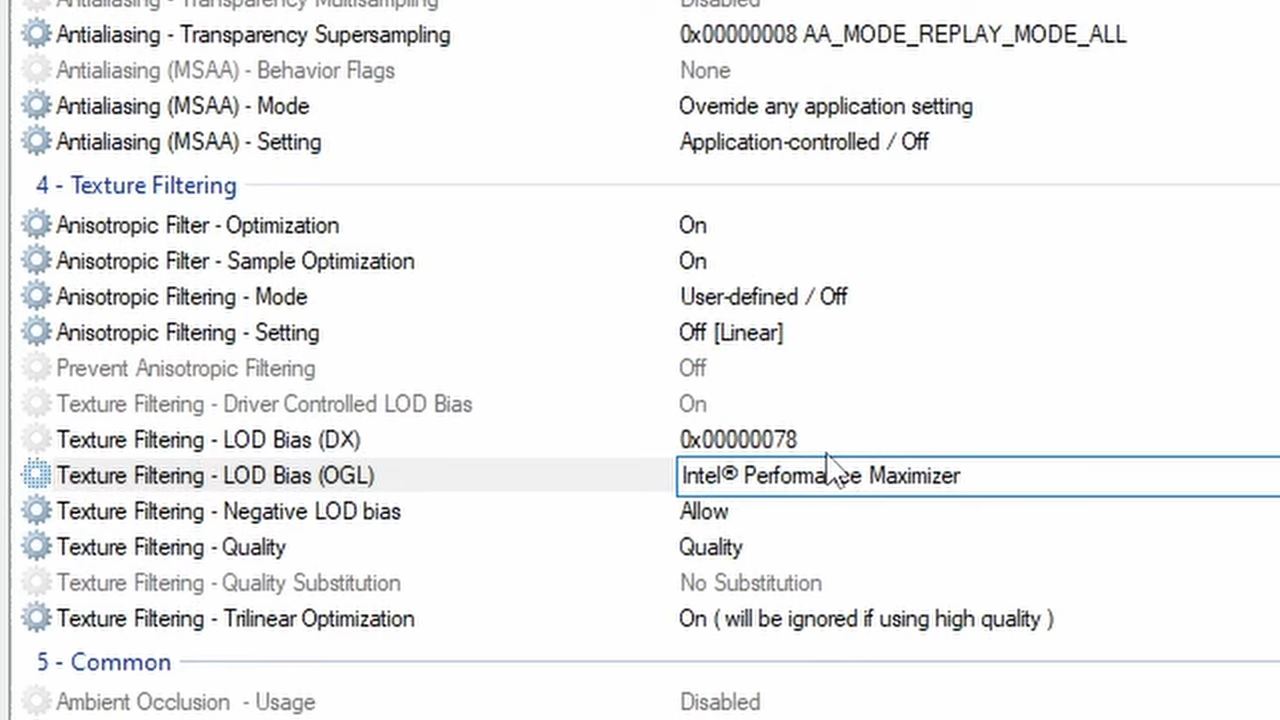 Antialiasing - Transparency Multisampling Disabled
Antialiasing - Transparency Supersampling 0x00000008 AA_MODE_REPLAY_MODE_ALL
Antialiasing (MSAA) - Behavior Flags None
Antialiasing (MSAA) - Mode Override any application setting
Antialiasing (MSAA) - Setting Application-controlled / Off
4 - Texture Filtering
Anisotropic Filter - Optimization On
Anisotropic Filter - Sample Optimization On
Anisotropic Filtering - Mode User-defined / Off
Anisotropic Filtering - Setting Off [Linear]
Prevent Anisotropic Filtering Off
Texture Filtering - Driver Controlled LOD Bias On
Texture Filtering - LOD Bias (DX) 0x00000078
Texture Filtering - LOD Bias (OGL) Intel® Performance Maximizer
Texture Filtering - Negative LOD bias Allow
Texture Filtering - Quality Quality
Texture Filtering - Quality Substitution No Substitution
Texture Filtering - Trilinear Optimization On ( will be ignored if using high quality )
5 - Common
Ambient Occlusion - Usage Disabled